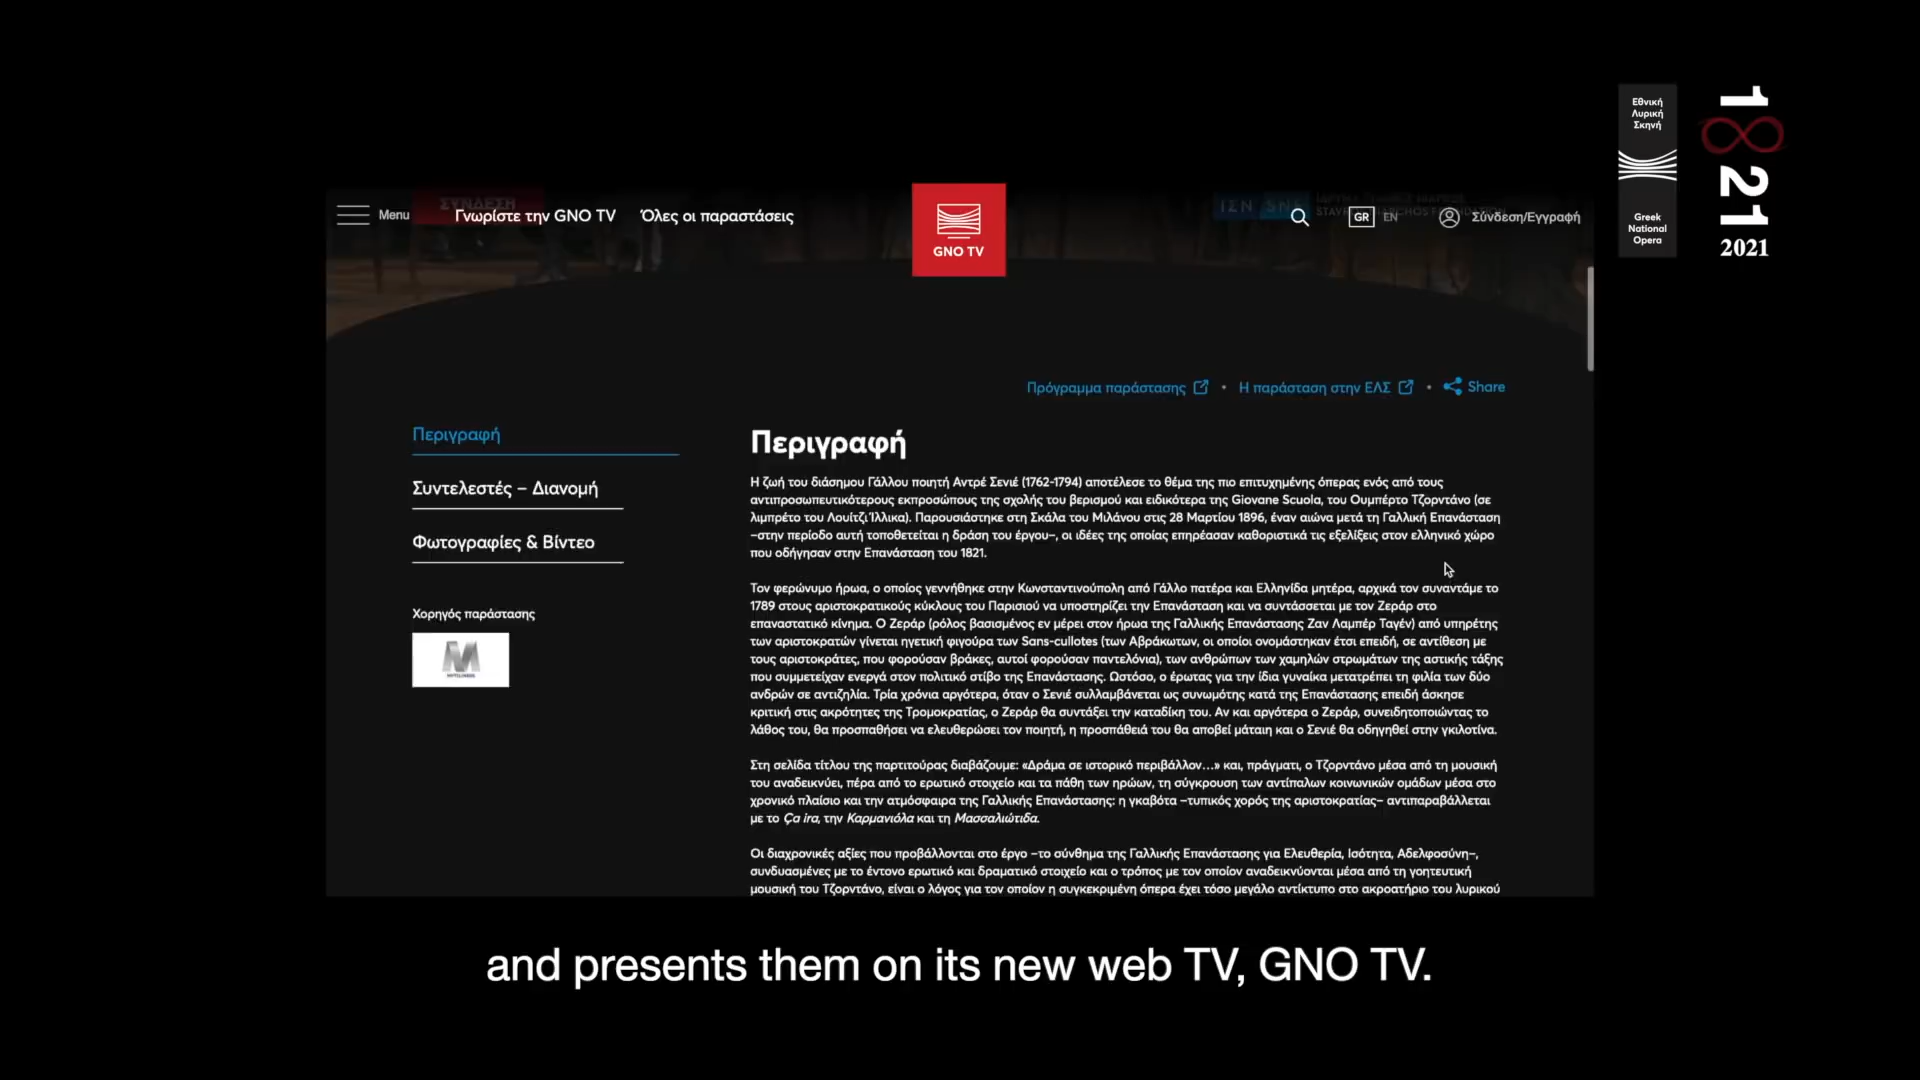 Εθνική
Λυρική
Σκηνή
Greek
National
Opera
1821
2021
Menu
ΣΥΝΔΕΣΗ
Γνωρίστε την GNO TV
Όλες οι παραστάσεις
GNO TV
ΙΣΝ SNF
GR EN
Σύνδεση/Εγγραφή
Πρόγραμμα παράστασης • Η παράσταση στην ΕΛΣ • Share
Περιγραφή
Συντελεστές – Διανομή
Φωτογραφίες & Βίντεο
Χορηγός παράστασης
MYTILINEOS
Περιγραφή
Η ζωή του διάσημου Γάλλου ποιητή Αντρέ Σενιέ (1762-1794) αποτέλεσε το θέμα της πιο επιτυχημένης όπερας ενός από τους
αντιπροσωπευτικότερους εκπροσώπους της σχολής του βερισμού και ειδικότερα της Giovane Scuola, του Ουμπέρτο Τζορντάνο (σε
λιμπρέτο του Λουίτζι Ίλλικα). Παρουσιάστηκε στη Σκάλα του Μιλάνου στις 28 Μαρτίου 1896, έναν αιώνα μετά τη Γαλλική Επανάσταση
–στην περίοδο αυτή τοποθετείται η δράση του έργου–, οι ιδέες της οποίας επηρέασαν καθοριστικά τις εξελίξεις στον ελληνικό χώρο
που οδήγησαν στην Επανάσταση του 1821.
Τον φερώνυμο ήρωα, ο οποίος γεννήθηκε στην Κωνσταντινούπολη από Γάλλο πατέρα και Ελληνίδα μητέρα, αρχικά τον συναντάμε το
1789 στους αριστοκρατικούς κύκλους του Παρισιού να υποστηρίζει την Επανάσταση και να συντάσσεται με τον Ζεράρ στο
επαναστατικό κίνημα. Ο Ζεράρ (ρόλος βασισμένος εν μέρει στον ήρωα της Γαλλικής Επανάστασης Ζαν Λαμπέρ Ταγέν) από υπηρέτης
των αριστοκρατών γίνεται ηγετική φιγούρα των Sans-cullotes (των Αβράκωτων, οι οποίοι ονομάστηκαν έτσι επειδή, σε αντίθεση με
τους αριστοκράτες, που φορούσαν βράκες, αυτοί φορούσαν παντελόνια), των ανθρώπων των χαμηλών στρωμάτων της αστικής τάξης
που συμμετείχαν ενεργά στον πολιτικό στίβο της Επανάστασης. Ωστόσο, ο έρωτας για την ίδια γυναίκα μετατρέπει τη φιλία των δύο
ανδρών σε αντιζηλία. Τρία χρόνια αργότερα, όταν ο Σενιέ συλλαμβάνεται ως συνωμότης κατά της Επανάστασης επειδή άσκησε
κριτική στις ακρότητες της Τρομοκρατίας, ο Ζεράρ θα συντάξει την καταδίκη του. Αν και αργότερα ο Ζεράρ, συνειδητοποιώντας το
λάθος του, θα προσπαθήσει να ελευθερώσει τον ποιητή, η προσπάθειά του θα αποβεί μάταιη και ο Σενιέ θα οδηγηθεί στην γκιλοτίνα.
Στη σελίδα τίτλου της παρτιτούρας διαβάζουμε: «Δράμα σε ιστορικό περιβάλλον…» και, πράγματι, ο Τζορντάνο μέσα από τη μουσική
του αναδεικνύει, πέρα από το ερωτικό στοιχείο και τα πάθη των ηρώων, τη σύγκρουση των αντίπαλων κοινωνικών ομάδων μέσα στο
χρονικό πλαίσιο και την ατμόσφαιρα της Γαλλικής Επανάστασης: η γκαβότα –τυπικός χορός της αριστοκρατίας– αντιπαραβάλλεται
με το Ça ira, την Καρμανιόλα και τη Μασσαλιώτιδα.
Οι διαχρονικές αξίες που προβάλλονται στο έργο –το σύνθημα της Γαλλικής Επανάστασης για Ελευθερία, Ισότητα, Αδελφοσύνη–,
συνδυασμένες με το έντονο ερωτικό και δραματικό στοιχείο και ο τρόπος με τον οποίον αναδεικνύονται μέσα από τη γοητευτική
μουσική του Τζορντάνο, είναι ο λόγος για τον οποίον η συγκεκριμένη όπερα έχει τόσο μεγάλο αντίκτυπο στο ακροατήριο του λυρικού
and presents them on its new web TV, GNO TV.